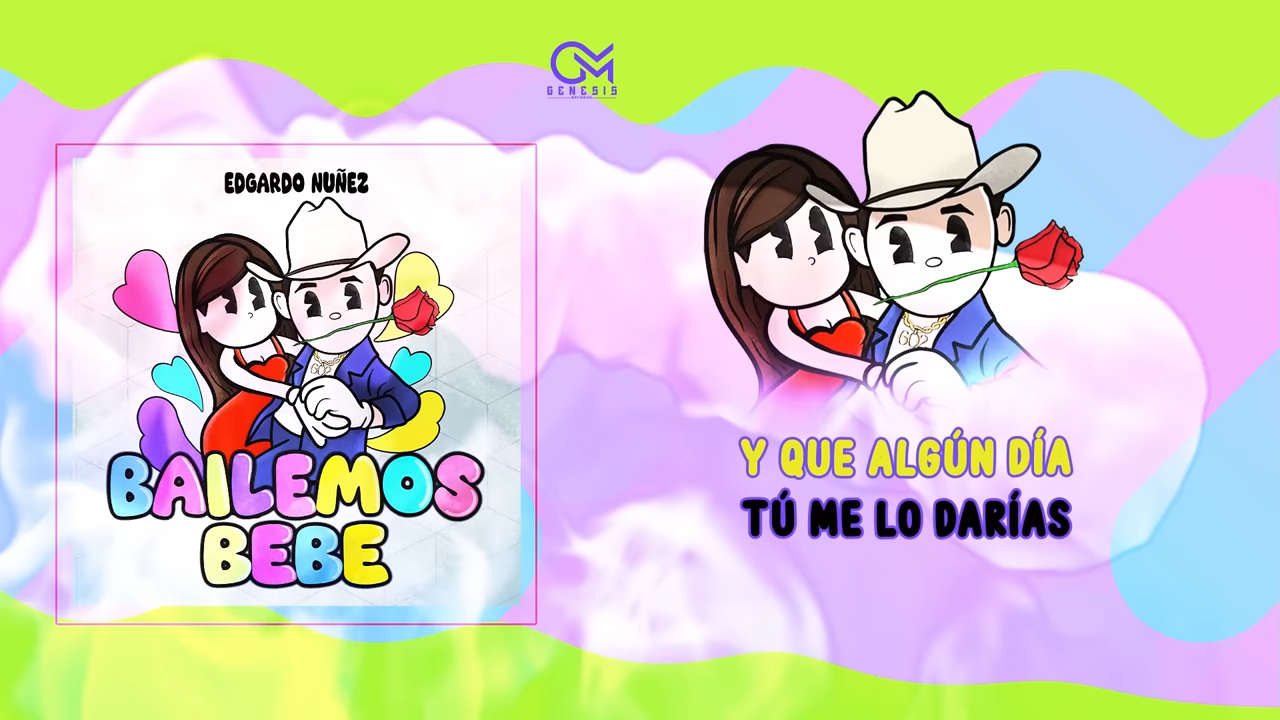 GENESIS
EDGARDO NUÑEZ
BAILEMOS
BEBE
Y QUE ALGÚN DÍA
TÚ ME LO DARÍAS